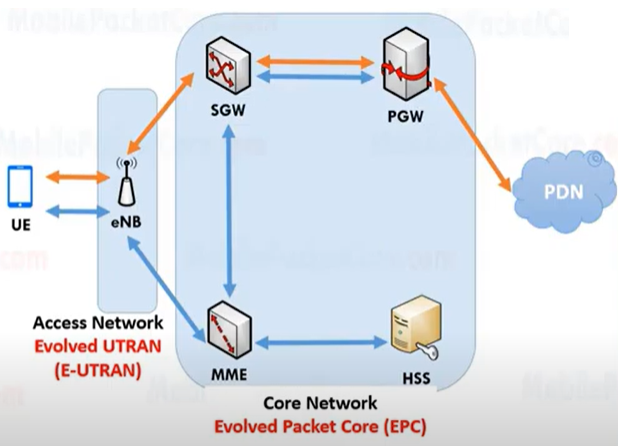 SGW
PGW
UE
eNB
PDN
MME
HSS
Access Network
Evolved UTRAN
(E-UTRAN)
Core Network
Evolved Packet Core (EPC)